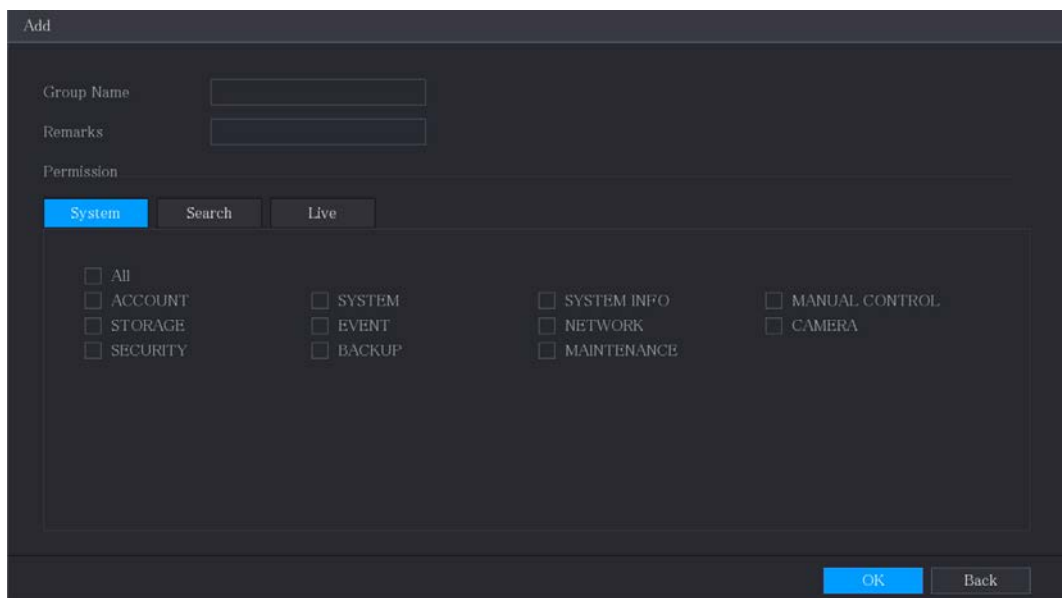 Add
Group Name
Remarks
Permission
System Search Live
All
ACCOUNT SYSTEM SYSTEM INFO MANUAL CONTROL
STORAGE EVENT NETWORK CAMERA
SECURITY BACKUP MAINTENANCE
OK Back